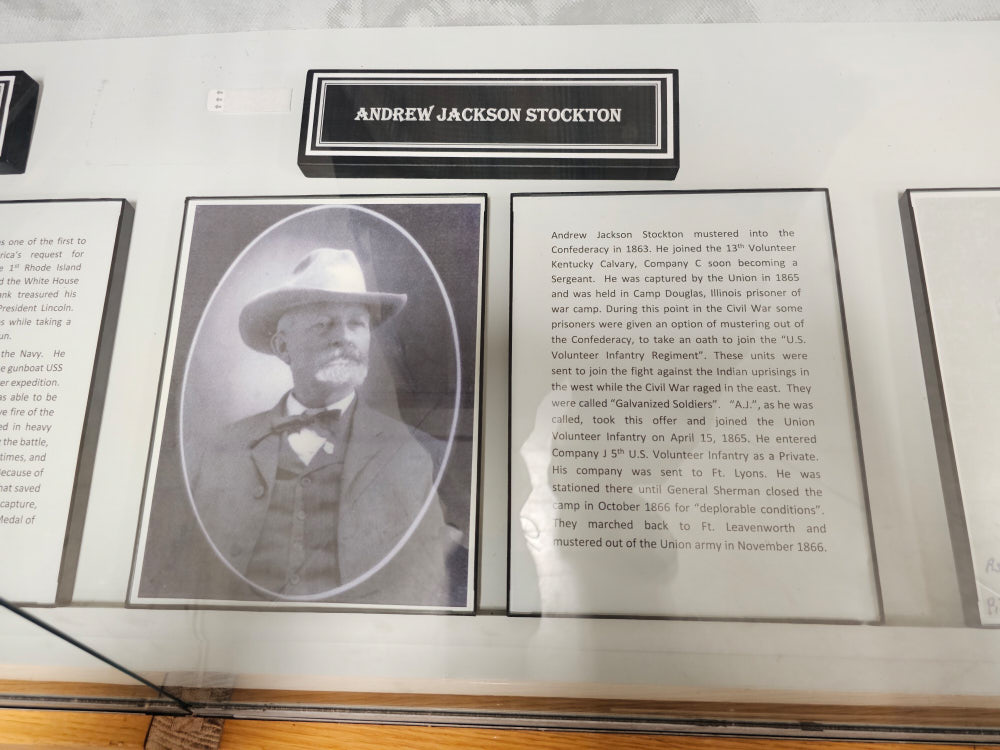 ANDREW JACKSON STOCKTON
s one of the first to
rica's request for
e 1st Rhode Island
d the White House
ank treasured his
President Lincoln.
s while taking a
un.
the Navy. He
e gunboat USS
er expedition.
as able to be
ve fire of the
ed in heavy
the battle,
times, and
ecause of
hat saved
capture,
Medal of
Andrew Jackson Stockton mustered into the
Confederacy in 1863. He joined the 13th Volunteer
Kentucky Calvary, Company C soon becoming a
Sergeant. He was captured by the Union in 1865
and was held in Camp Douglas, Illinois prisoner of
war camp. During this point in the Civil War some
prisoners were given an option of mustering out of
the Confederacy, to take an oath to join the “U.S.
Volunteer Infantry Regiment”. These units were
sent to join the fight against the Indian uprisings in
the west while the Civil War raged in the east. They
were called “Galvanized Soldiers”. “A.J.”, as he was
called, took this offer and joined the Union
Volunteer Infantry on April 15, 1865. He entered
Company J 5th U.S. Volunteer Infantry as a Private.
His company was sent to Ft. Lyons. He was
stationed there until General Sherman closed the
camp in October 1866 for “deplorable conditions”.
They marched back to Ft. Leavenworth and
mustered out of the Union army in November 1866.